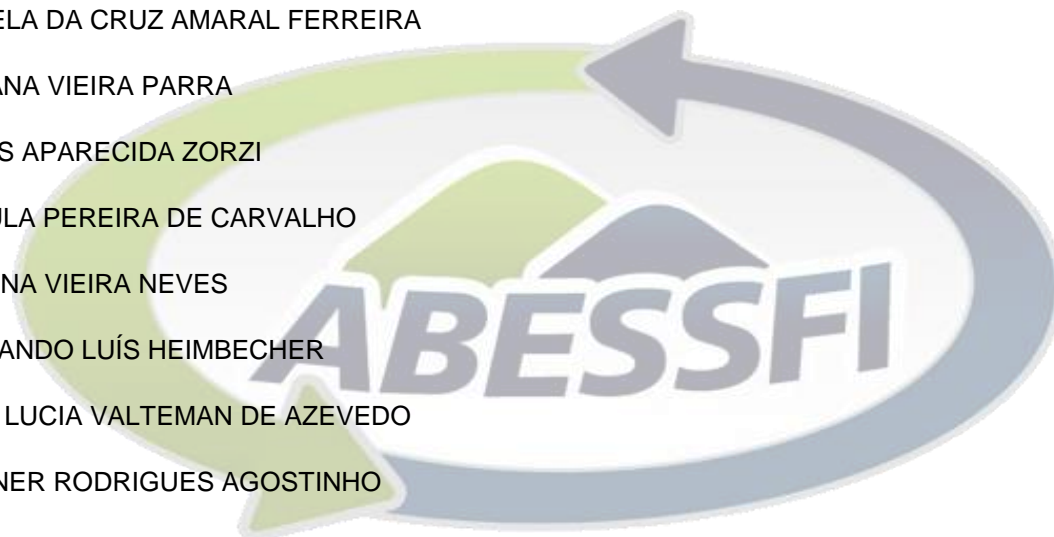 ELA DA CRUZ AMARAL FERREIRA
ANA VIEIRA PARRA
S APARECIDA ZORZI
ULA PEREIRA DE CARVALHO
NA VIEIRA NEVES
ANDO LUÍS HEIMBECHER
LUCIA VALTEMAN DE AZEVEDO
NER RODRIGUES AGOSTINHO
ABESSFI